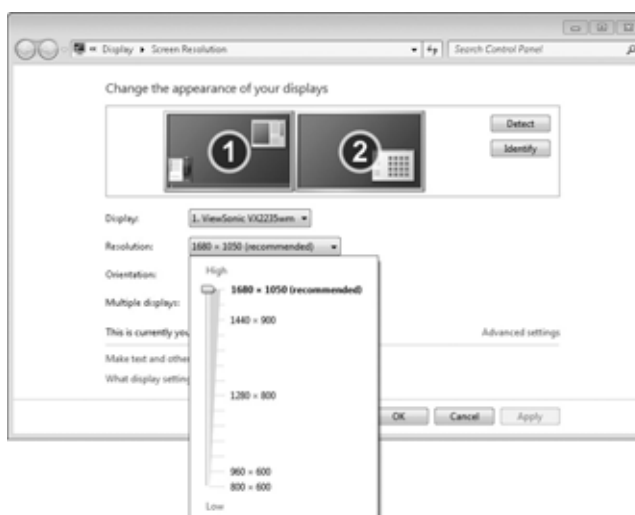 « Display ▸ Screen Resolution
Search Control Panel
Change the appearance of your displays
1
2
Detect
Identify
Display:
1. ViewSonic VX2235wm
Resolution:
1680 × 1050 (recommended)
Orientation:
High
1680 × 1050 (recommended)
Multiple displays:
1440 × 900
This is currently you
Advanced settings
Make text and other
What display setting
1280 × 800
OK
Cancel
Apply
960 × 600
800 × 600
Low